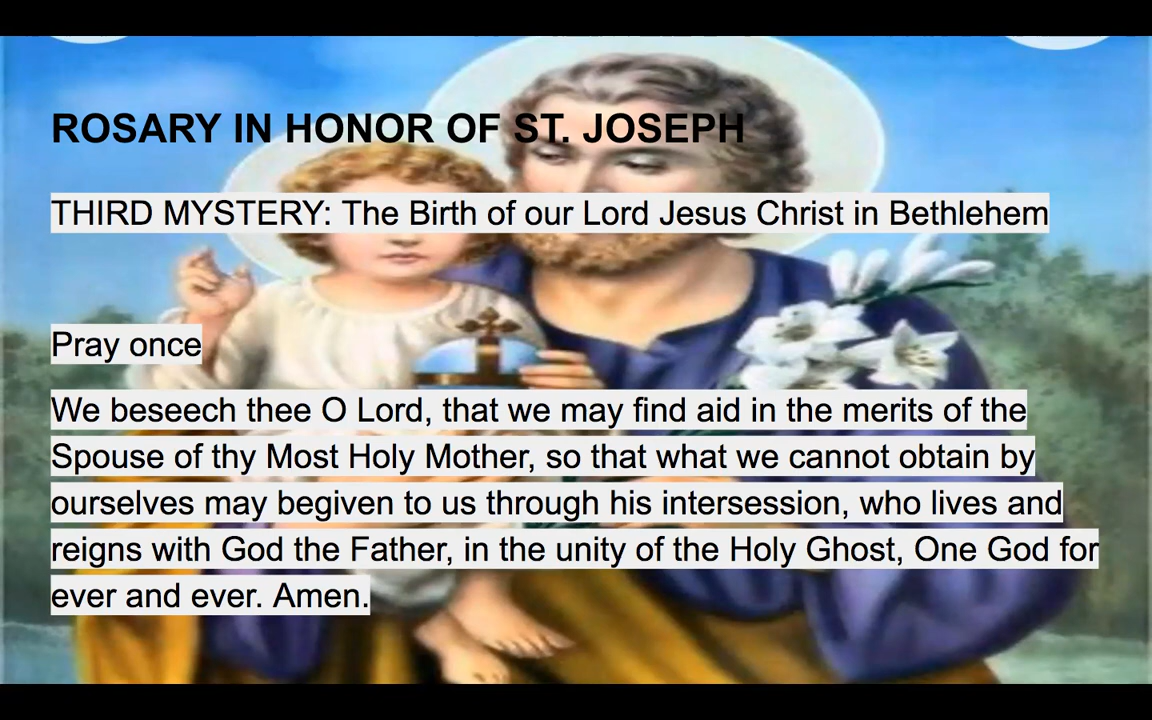 ROSARY IN HONOR OF ST. JOSEPH
THIRD MYSTERY: The Birth of our Lord Jesus Christ in Bethlehem
Pray once
We beseech thee O Lord, that we may find aid in the merits of the
Spouse of thy Most Holy Mother, so that what we cannot obtain by
ourselves may begiven to us through his intersession, who lives and
reigns with God the Father, in the unity of the Holy Ghost, One God for
ever and ever. Amen.